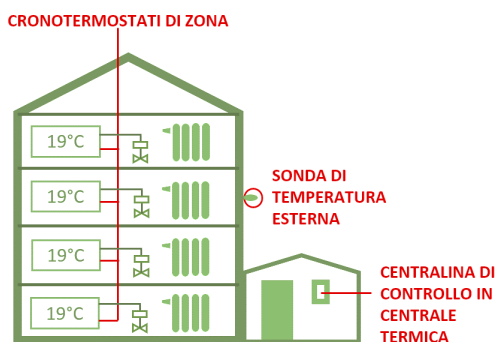 CRONOTERMOSTATI DI ZONA
19°C
19°C
SONDA DI
TEMPERATURA
ESTERNA
19°C
CENTRALINA DI
CONTROLLO IN
CENTRALE
TERMICA
19°C